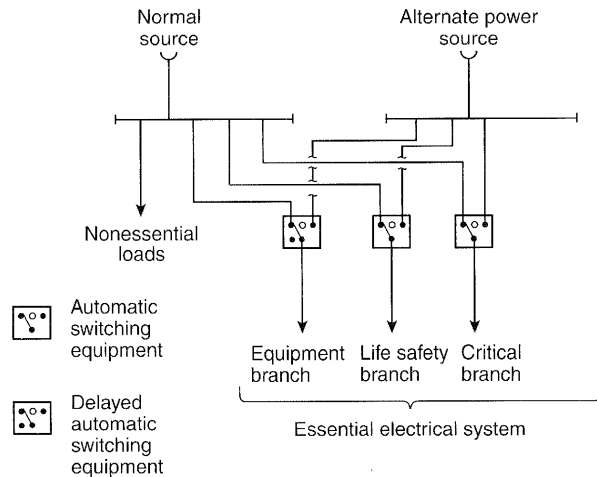 Normal
source
Alternate power
source
Nonessential
loads
Automatic
switching
equipment
Equipment
branch
Life safety
branch
Critical
branch
Delayed
automatic
switching
equipment
Essential electrical system